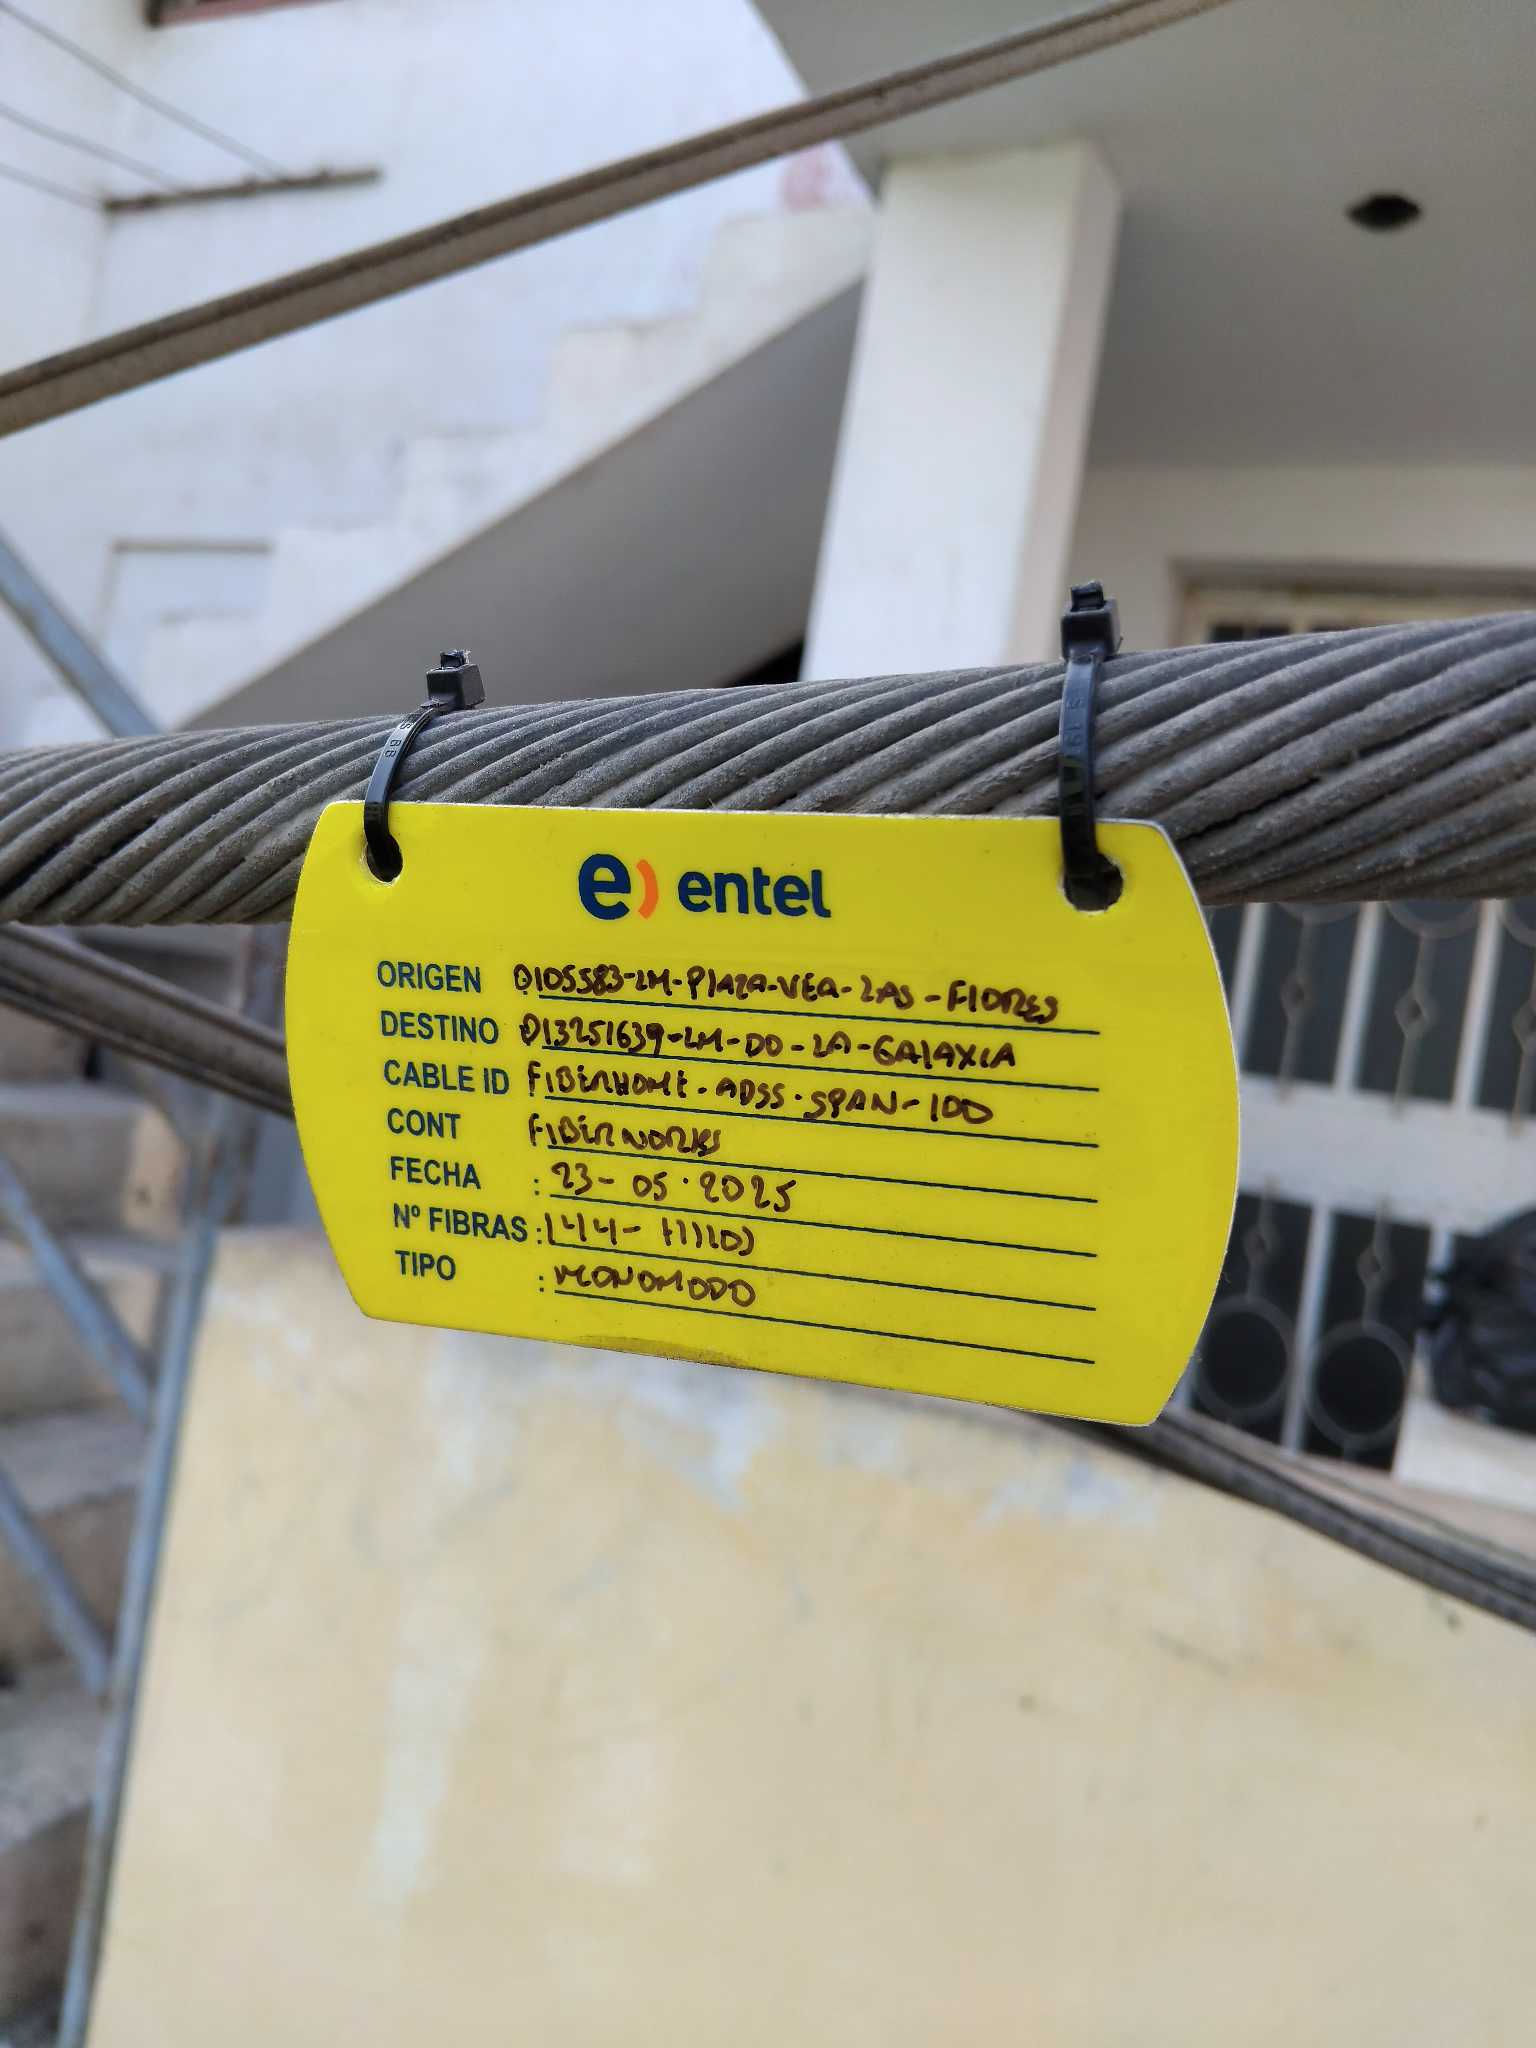 e) entel
ORIGEN 0105583-LM-PLAZA-VEA-LAS-FLORES
DESTINO 013251639-LM-DO-LA-GALAXIA
CABLE ID FIBERHOME-ADSS-SPAN-100
CONT FIBERWORKS
FECHA : 23-05-2025
Nº FIBRAS : 144- HILOS
TIPO : MONOMODO